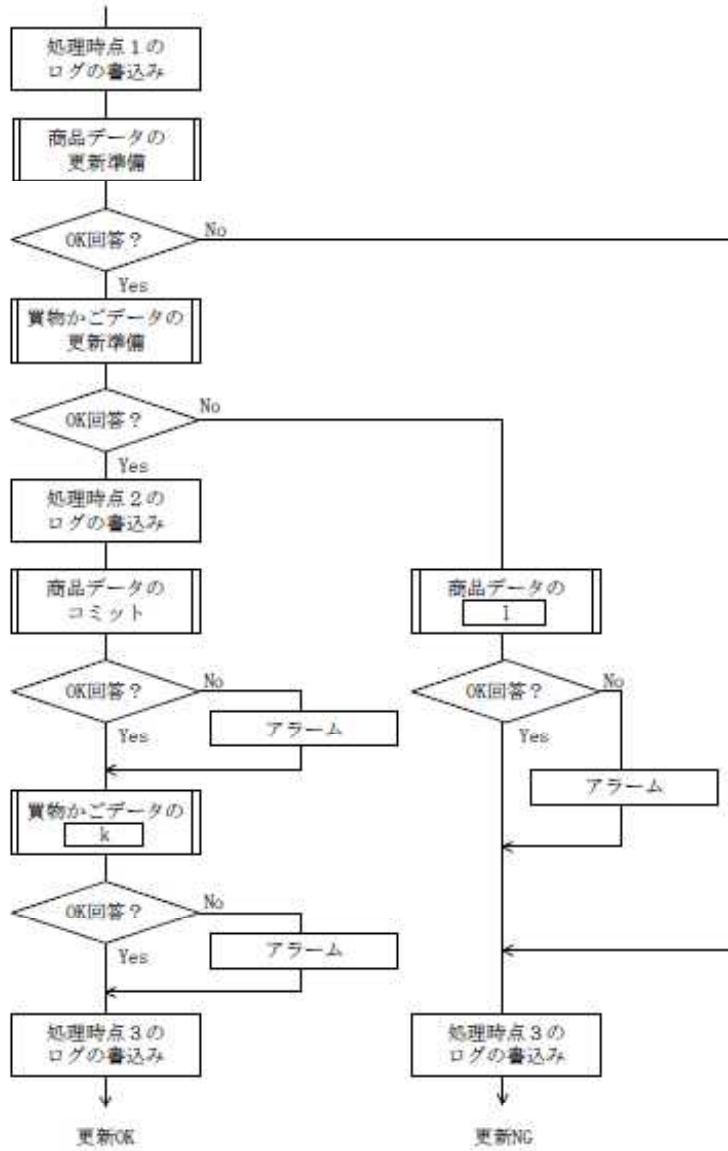 処理時点1の
ログの書込み
商品データの
更新準備
OK回答？
No
Yes
買物かごデータの
更新準備
OK回答？
No
Yes
処理時点2の
ログの書込み
商品データの
コミット
OK回答？
No
Yes
アラーム
買物かごデータの
k
OK回答？
No
Yes
アラーム
処理時点3の
ログの書込み
更新OK
商品データの
l
OK回答？
No
Yes
アラーム
処理時点3の
ログの書込み
更新NG